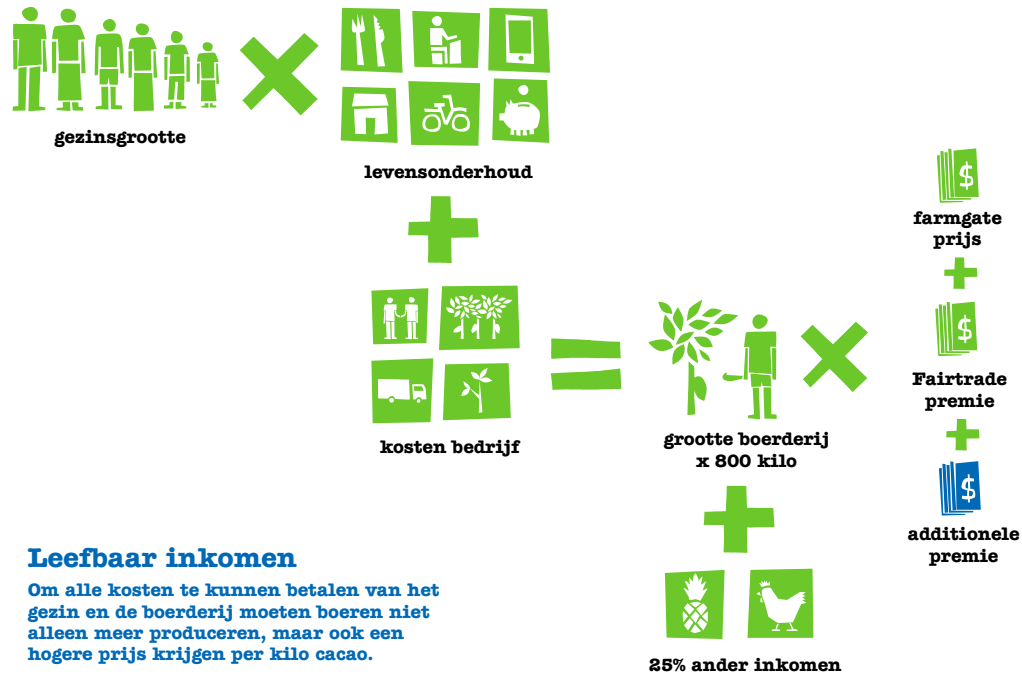 gezinsgrootte
levensonderhoud
kosten bedrijf
grootte boerderij
x 800 kilo
25% ander inkomen
$
farmgate
prijs
$
Fairtrade
premie
$
additionele
premie
Leefbaar inkomen
Om alle kosten te kunnen betalen van het
gezin en de boerderij moeten boeren niet
alleen meer produceren, maar ook een
hogere prijs krijgen per kilo cacao.